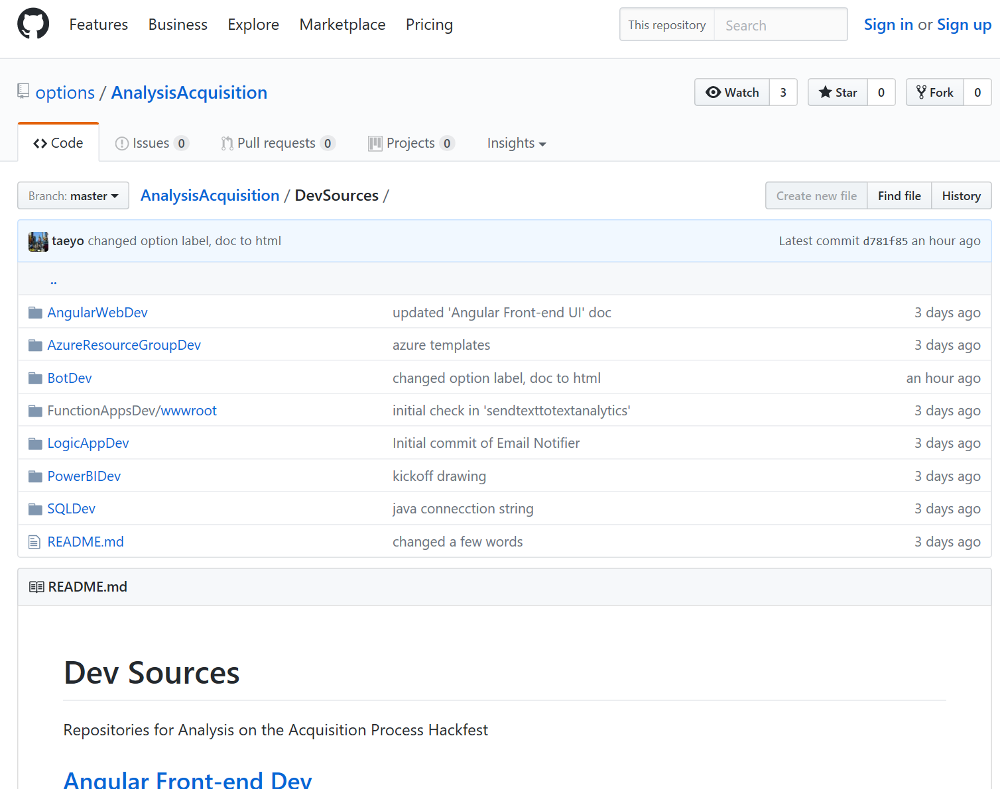 Features Business Explore Marketplace Pricing This repository Search Sign in or Sign up
options / AnalysisAcquisition Watch 3 Star 0 Fork 0
Code Issues 0 Pull requests 0 Projects 0 Insights
Branch: master AnalysisAcquisition / DevSources / Create new file Find file History
taeyo changed option label, doc to html Latest commit d781f85 an hour ago
..
AngularWebDev updated 'Angular Front-end UI' doc 3 days ago
AzureResourceGroupDev azure templates 3 days ago
BotDev changed option label, doc to html an hour ago
FunctionAppsDev/wwwroot initial check in 'sendtexttotextanalytics' 3 days ago
LogicAppDev Initial commit of Email Notifier 3 days ago
PowerBIDev kickoff drawing 3 days ago
SQLDev java connecction string 3 days ago
README.md changed a few words 3 days ago
README.md
Dev Sources
Repositories for Analysis on the Acquisition Process Hackfest
Angular Front-end Dev